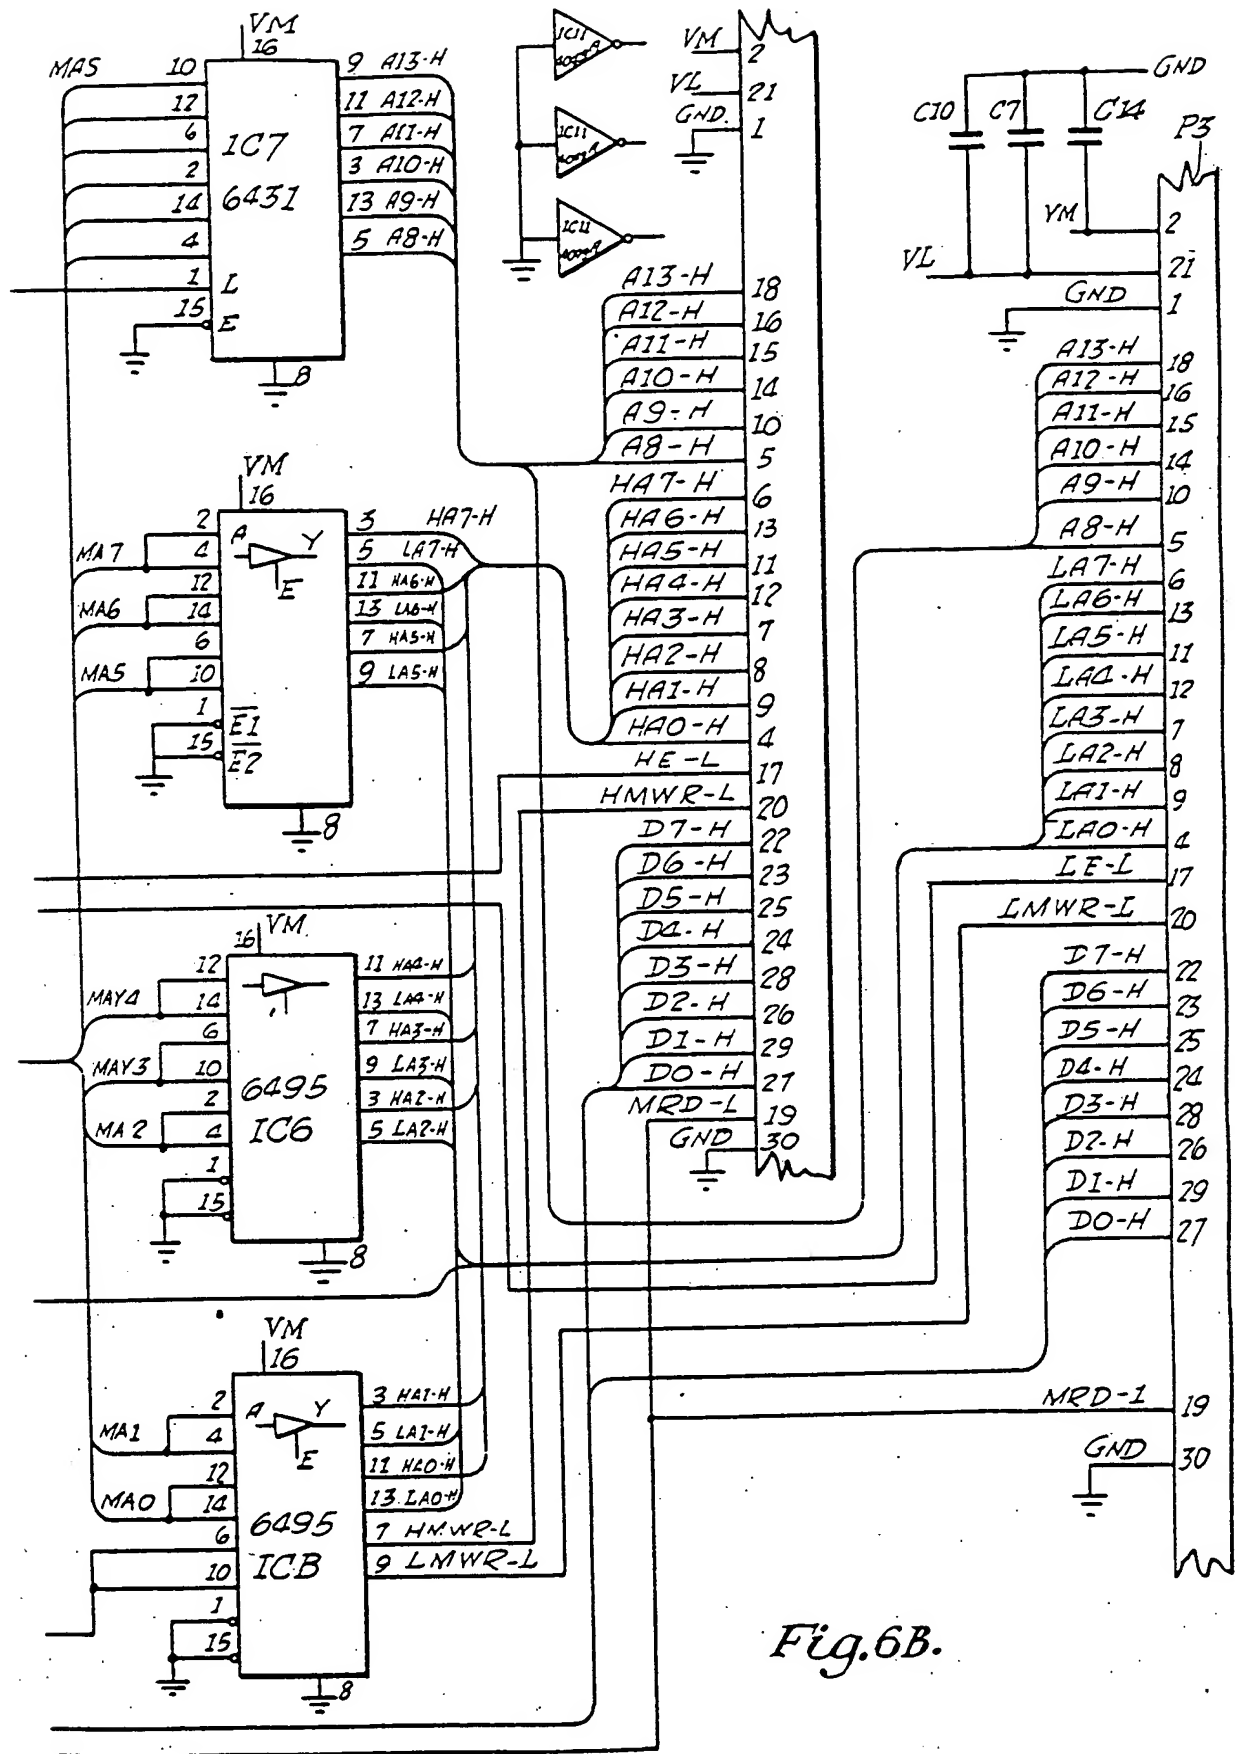 VM
16
MA5
10
12
6
2
14
4
1 L
15 E
IC7
6431
9 A13-H
11 A12-H
7 A11-H
3 A10-H
13 A9-H
5 A8-H
8
IC11
IC11
IC11
VM 2
VL 21
GND. 1
A13-H 18
A12-H 16
A11-H 15
A10-H 14
A9-H 10
A8-H 5
HA7-H 6
HA6-H 13
HA5-H 11
HA4-H 12
HA3-H 7
HA2-H 8
HA1-H 9
HA0-H 4
HE-L 17
HMWR-L 20
D7-H 22
D6-H 23
D5-H 25
D4-H 24
D3-H 28
D2-H 26
D1-H 29
D0-H 27
MRD-L 19
GND 30
GND
C10 C7 C14
P3
VM 2
VL 21
GND 1
A13-H 18
A12-H 16
A11-H 15
A10-H 14
A9-H 10
A8-H 5
LA7-H 6
LA6-H 13
LA5-H 11
LA4-H 12
LA3-H 7
LA2-H 8
LA1-H 9
LA0-H 4
LE-L 17
LMWR-L 20
D7-H 22
D6-H 23
D5-H 25
D4-H 24
D3-H 28
D2-H 26
D1-H 29
D0-H 27
MRD-1 19
GND 30
VM
16
MA7
2
4
MA6
12
14
MA5
6
10
1 E1
15 E2
A Y
E
3 HA7-H
5 LA7-H
11 HA6-H
13 LA6-H
7 HA5-H
9 LA5-H
8
VM
16
MAY4
12
14
MAY3
6
10
MA2
2
4
1
15
6495
IC6
11 HA4-H
13 LA4-H
7 HA3-H
9 LA3-H
3 HA2-H
5 LA2-H
8
VM
16
MA1
2
4
MA0
12
14
6
10
1
15
A Y
E
6495
ICB
3 HA1-H
5 LA1-H
11 HA0-H
13 LA0-H
7 HMWR-L
9 LMWR-L
8
Fig.6B.